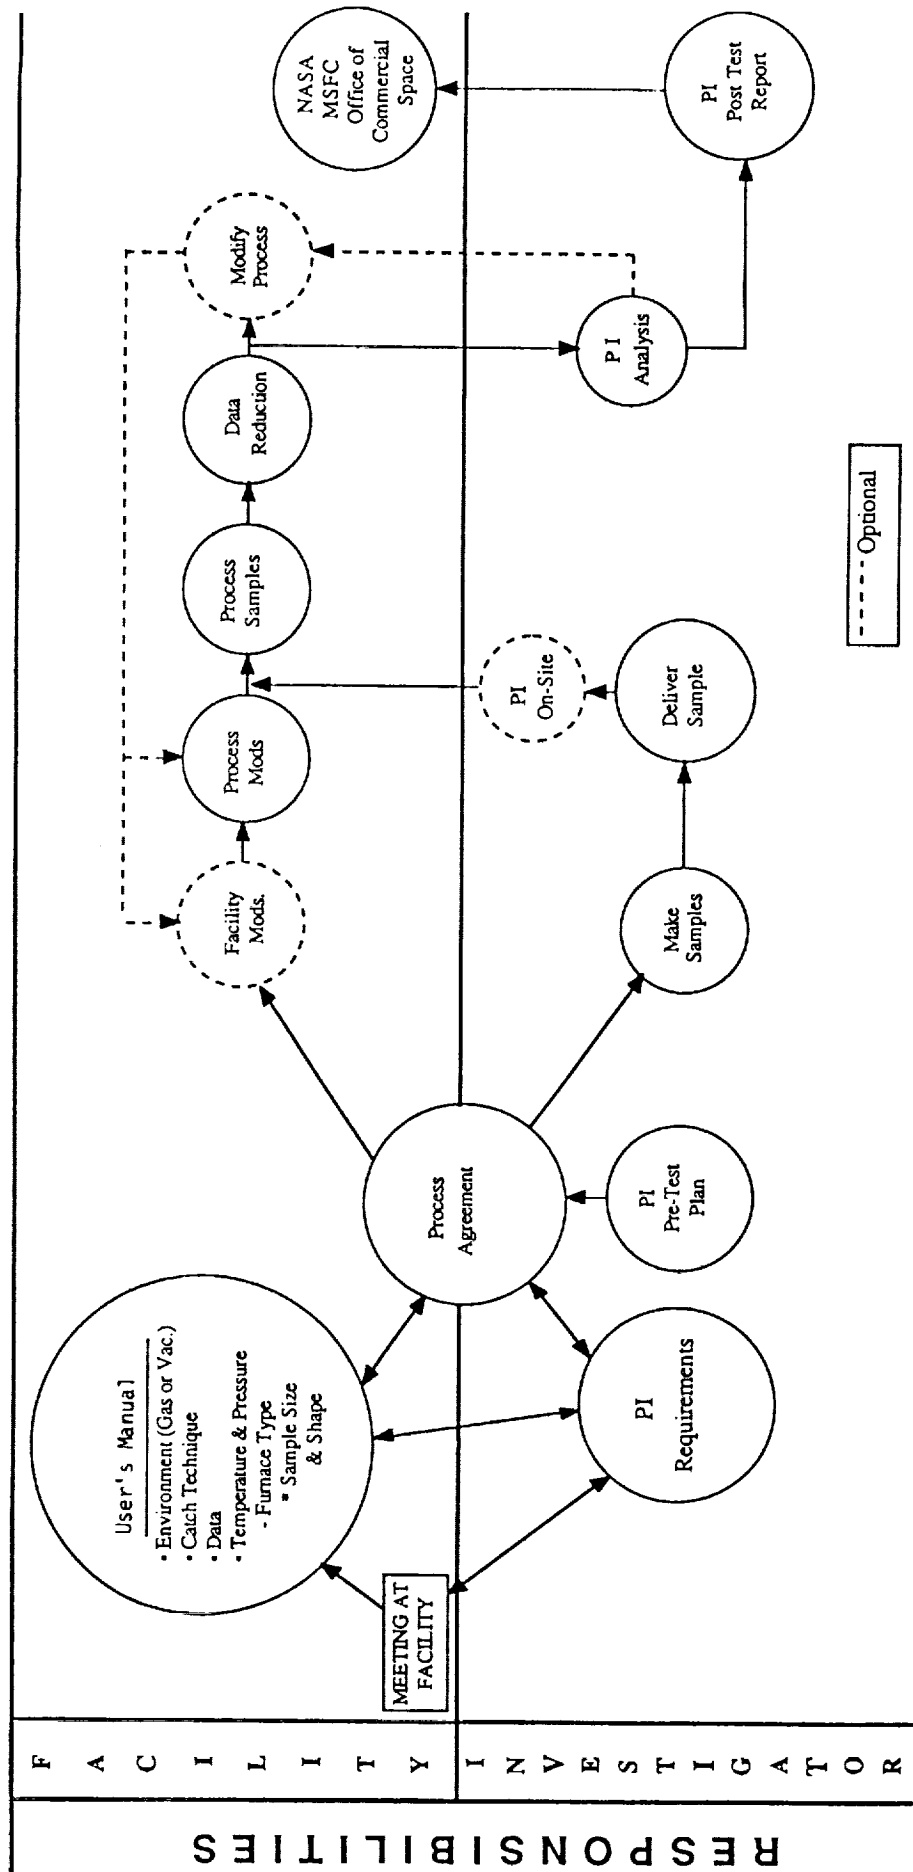 RESPONSIBILITIES
FACILITY
INVESTIGATOR
MEETING AT
FACILITY
User's Manual
• Environment (Gas or Vac.)
• Catch Technique
• Data
• Temperature & Pressure
- Furnace Type
* Sample Size
& Shape
PI
Requirements
Process
Agreement
PI
Pre-Test
Plan
Facility
Mods.
Process
Mods
Process
Samples
Data
Reduction
Modify
Process
NASA
MSFC
Office of
Commercial
Space
Make
Samples
Deliver
Sample
PI
On-Site
PI
Analysis
PI
Post Test
Report
---- Optional